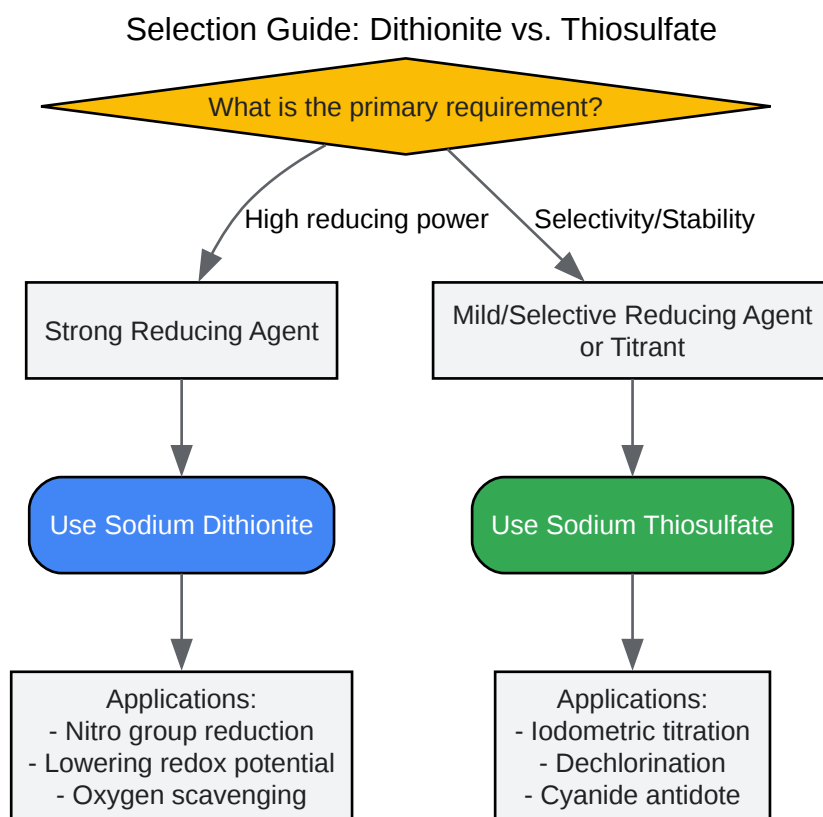 Selection Guide: Dithionite vs. Thiosulfate
What is the primary requirement?
High reducing power
Selectivity/Stability
Strong Reducing Agent
Mild/Selective Reducing Agent
or Titrant
Use Sodium Dithionite
Use Sodium Thiosulfate
Applications:
- Nitro group reduction
- Lowering redox potential
- Oxygen scavenging
Applications:
- Iodometric titration
- Dechlorination
- Cyanide antidote